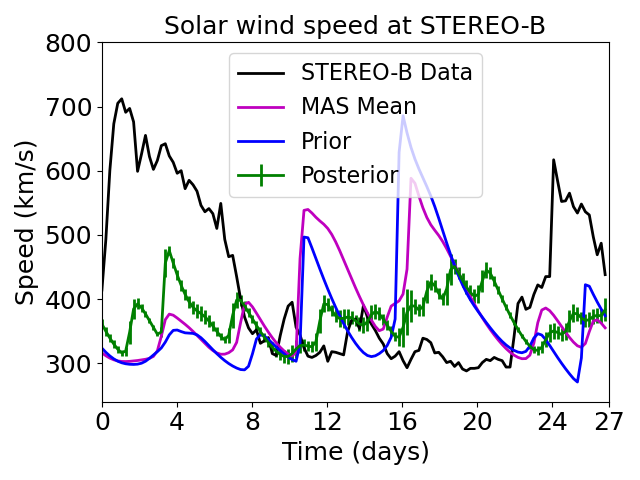 Solar wind speed at STEREO-B
Speed (km/s)
800
700
600
500
400
300
STEREO-B Data
MAS Mean
Prior
Posterior
0 4 8 12 16 20 24 27
Time (days)